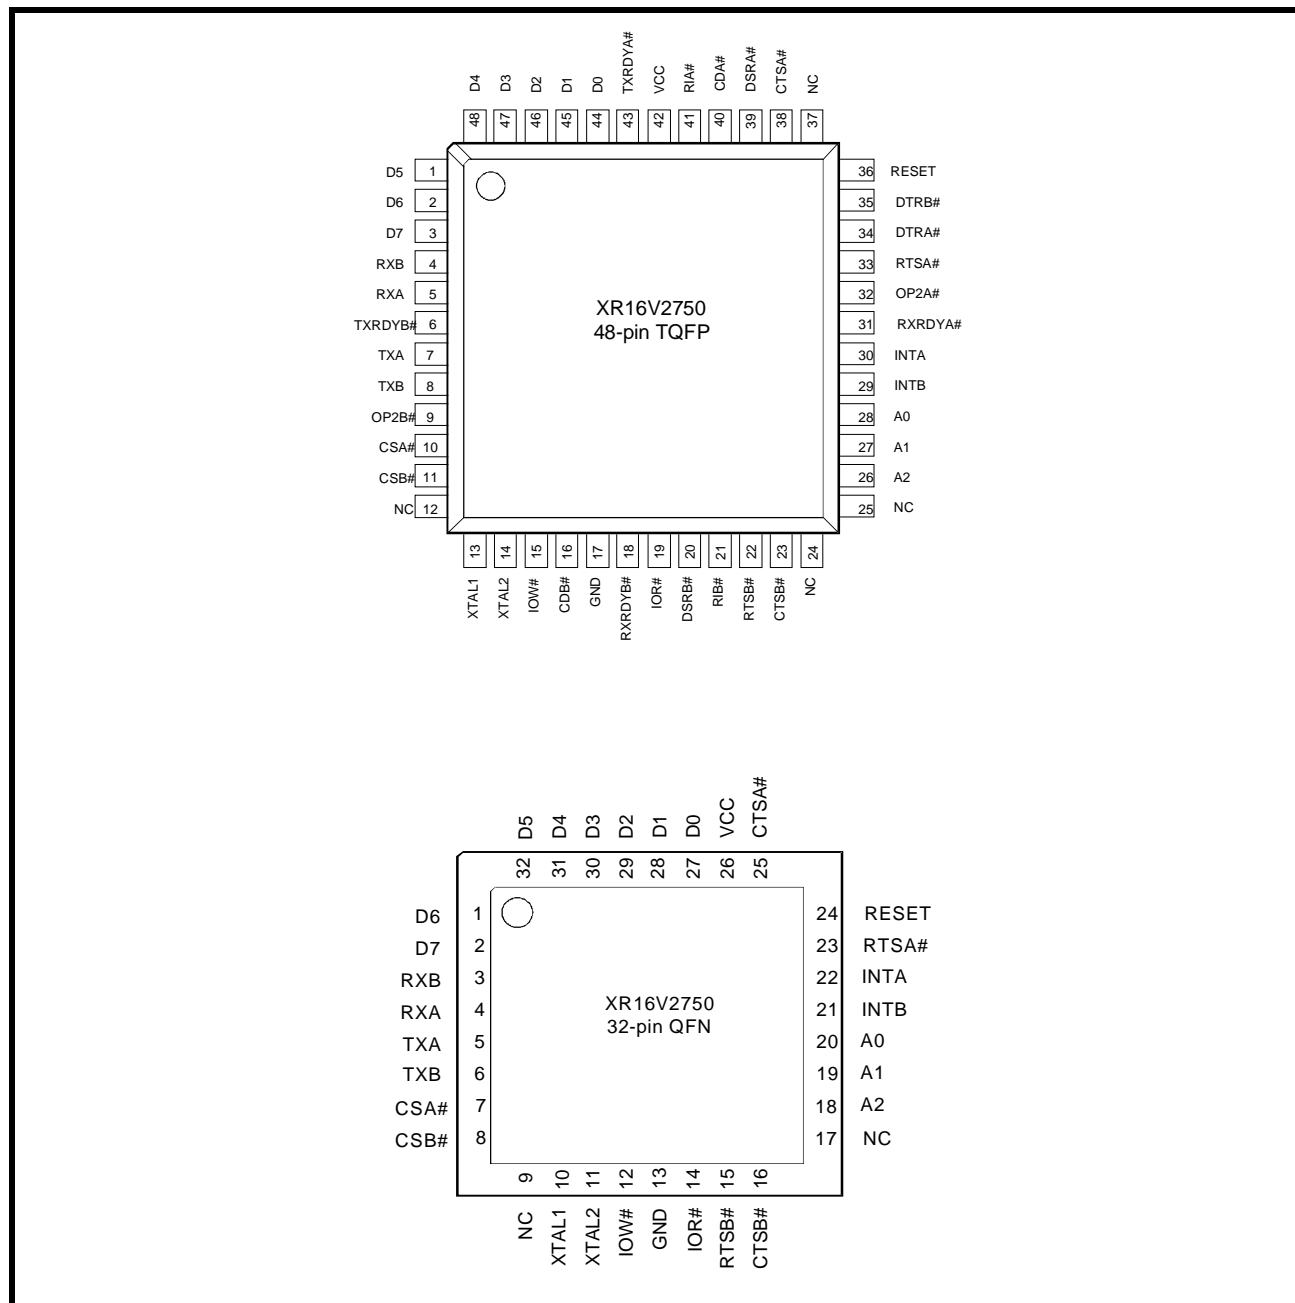 D4 D3 D2 D1 D0 TXRDYA# VCC RIA# CDA# DSRA# CTSA# NC
48 47 46 45 44 43 42 41 40 39 38 37
D5 1 36 RESET
D6 2 35 DTRB#
D7 3 34 DTRA#
RXB 4 33 RTSA#
RXA 5 32 OP2A#
TXRDYB# 6 31 RXRDYA#
TXA 7 30 INTA
TXB 8 29 INTB
OP2B# 9 28 A0
CSA# 10 27 A1
CSB# 11 26 A2
NC 12 25 NC
XR16V2750
48-pin TQFP
13 14 15 16 17 18 19 20 21 22 23 24
XTAL1 XTAL2 IOW# CDB# GND RXRDYB# IOR# DSRB# RIB# RTSB# CTSB# NC
D5 D4 D3 D2 D1 D0 VCC CTSA#
32 31 30 29 28 27 26 25
D6 1 24 RESET
D7 2 23 RTSA#
RXB 3 22 INTA
RXA 4 21 INTB
TXA 5 20 A0
TXB 6 19 A1
CSA# 7 18 A2
CSB# 8 17 NC
XR16V2750
32-pin QFN
9 10 11 12 13 14 15 16
NC XTAL1 XTAL2 IOW# GND IOR# RTSB# CTSB#